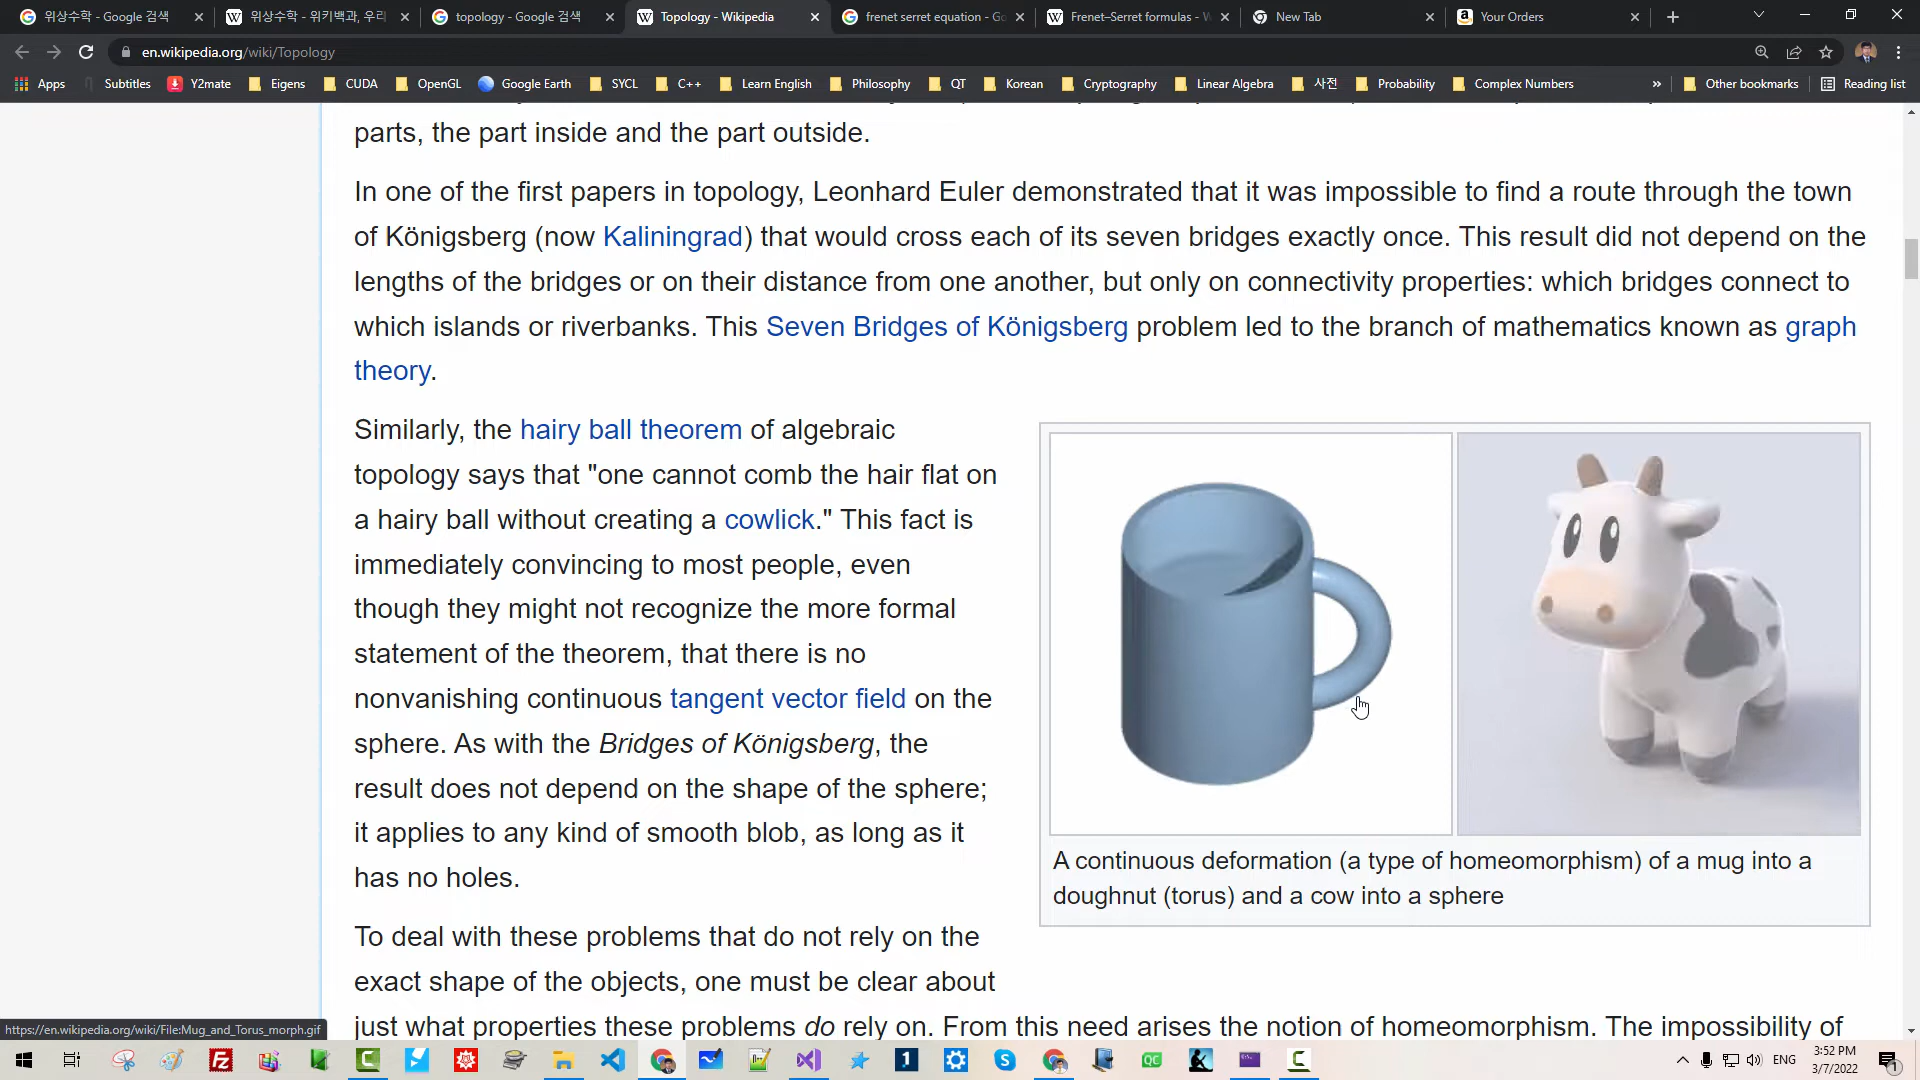 위상수학 - Google 검색
위상수학 - 위키백과, 우리
topology - Google 검색
Topology - Wikipedia
frenet serret equation - Go
Frenet–Serret formulas - W
New Tab
Your Orders
en.wikipedia.org/wiki/Topology
Apps
Subtitles
Y2mate
Eigens
CUDA
OpenGL
Google Earth
SYCL
C++
Learn English
Philosophy
QT
Korean
Cryptography
Linear Algebra
사전
Probability
Complex Numbers
»
Other bookmarks
Reading list
parts, the part inside and the part outside.
In one of the first papers in topology, Leonhard Euler demonstrated that it was impossible to find a route through the town
of Königsberg (now Kaliningrad) that would cross each of its seven bridges exactly once. This result did not depend on the
lengths of the bridges or on their distance from one another, but only on connectivity properties: which bridges connect to
which islands or riverbanks. This Seven Bridges of Königsberg problem led to the branch of mathematics known as graph
theory.
Similarly, the hairy ball theorem of algebraic
topology says that "one cannot comb the hair flat on
a hairy ball without creating a cowlick." This fact is
immediately convincing to most people, even
though they might not recognize the more formal
statement of the theorem, that there is no
nonvanishing continuous tangent vector field on the
sphere. As with the Bridges of Königsberg, the
result does not depend on the shape of the sphere;
it applies to any kind of smooth blob, as long as it
has no holes.
A continuous deformation (a type of homeomorphism) of a mug into a
doughnut (torus) and a cow into a sphere
To deal with these problems that do not rely on the
exact shape of the objects, one must be clear about
just what properties these problems do rely on. From this need arises the notion of homeomorphism. The impossibility of
https://en.wikipedia.org/wiki/File:Mug_and_Torus_morph.gif
ENG
3:52 PM
3/7/2022